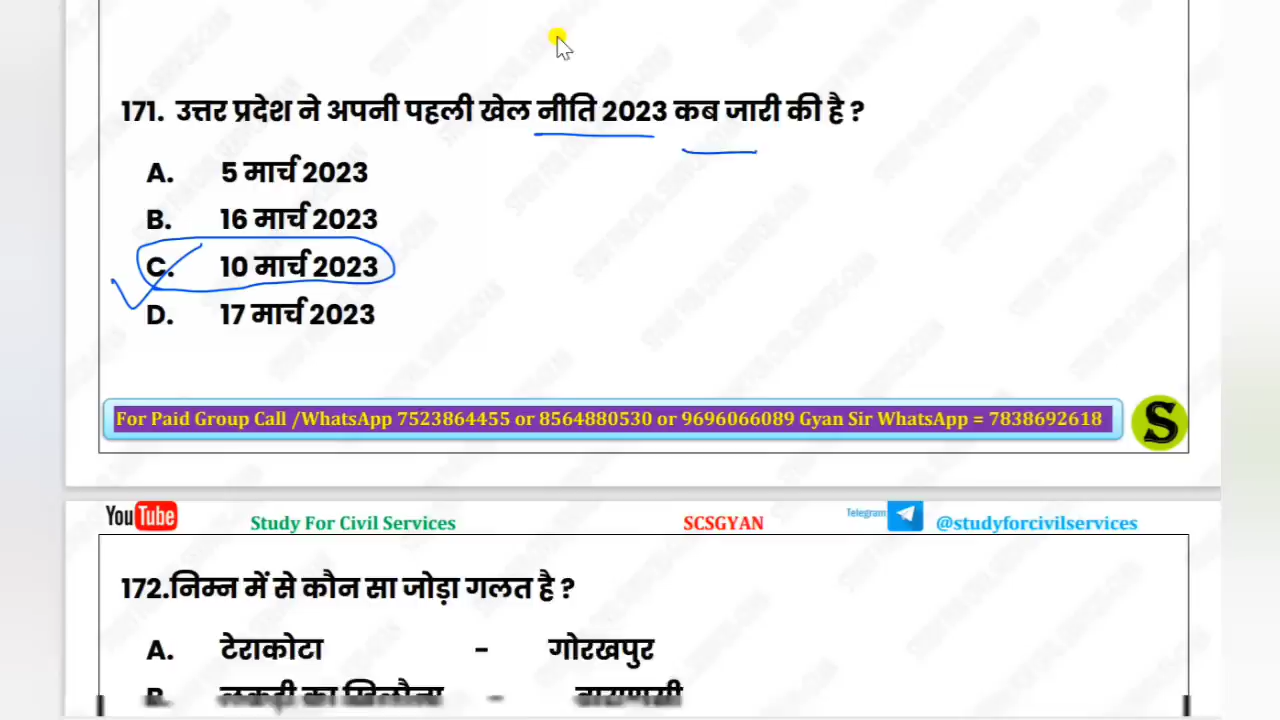 171. उत्तर प्रदेश ने अपनी पहली खेल नीति 2023 कब जारी की है ?
A. 5 मार्च 2023
B. 16 मार्च 2023
C. 10 मार्च 2023
D. 17 मार्च 2023
For Paid Group Call /WhatsApp 7523864455 or 8564880530 or 9696066089 Gyan Sir WhatsApp = 7838692618
S
YouTube Study For Civil Services SCSGYAN Telegram @studyforcivilservices
172.निम्न में से कौन सा जोड़ा गलत है ?
A. टेराकोटा - गोरखपुर
B. लकड़ी का खिलौना - वाराणसी